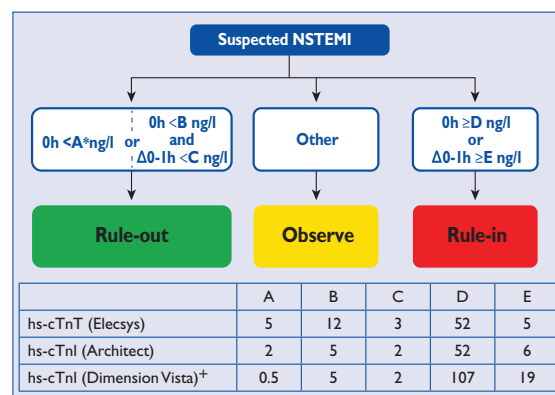 Suspected NSTEMI
0h <A*ng/l or
0h <B ng/l
and
Δ0-1h <C ng/l
Other
0h ≥D ng/l
or
Δ0-1h ≥E ng/l
Rule-out
Observe
Rule-in
A B C D E
hs-cTnT (Elecsys) 5 12 3 52 5
hs-cTnl (Architect) 2 5 2 52 6
hs-cTnl (Dimension Vista)+ 0.5 5 2 107 19